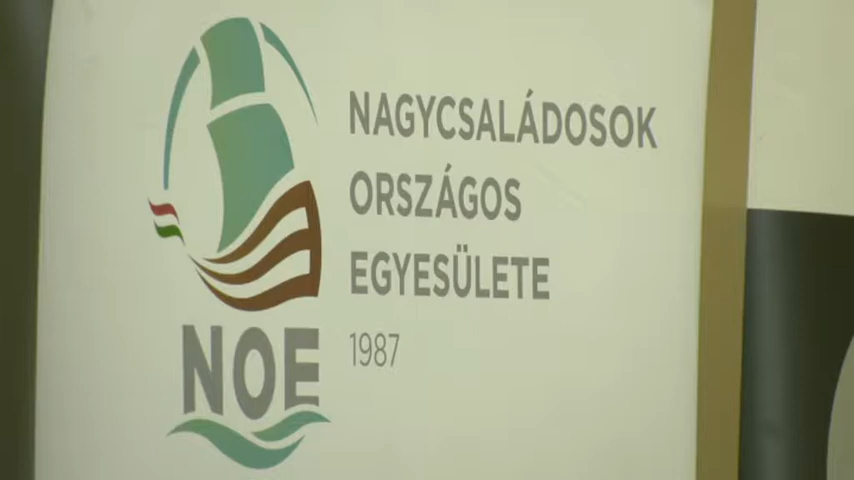 NAGYCSALÁDOSOK
ORSZÁGOS
EGYESÜLETE
1987
NOE